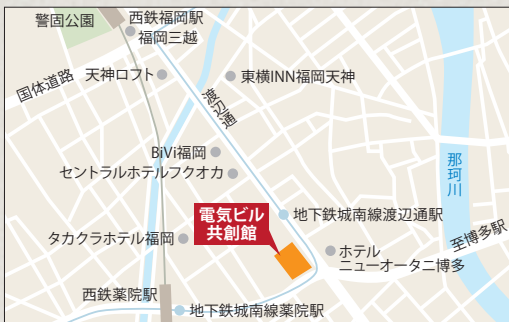 警固公園
西鉄福岡駅
福岡三越
国体道路
天神ロフト
東横INN福岡天神
渡辺通
BiVi福岡
セントラルホテルフクオカ
那珂川
電気ビル
共創館
地下鉄城南線渡辺通駅
タカクラホテル福岡
ホテル
ニューオータニ博多
至博多駅
西鉄薬院駅
地下鉄城南線薬院駅